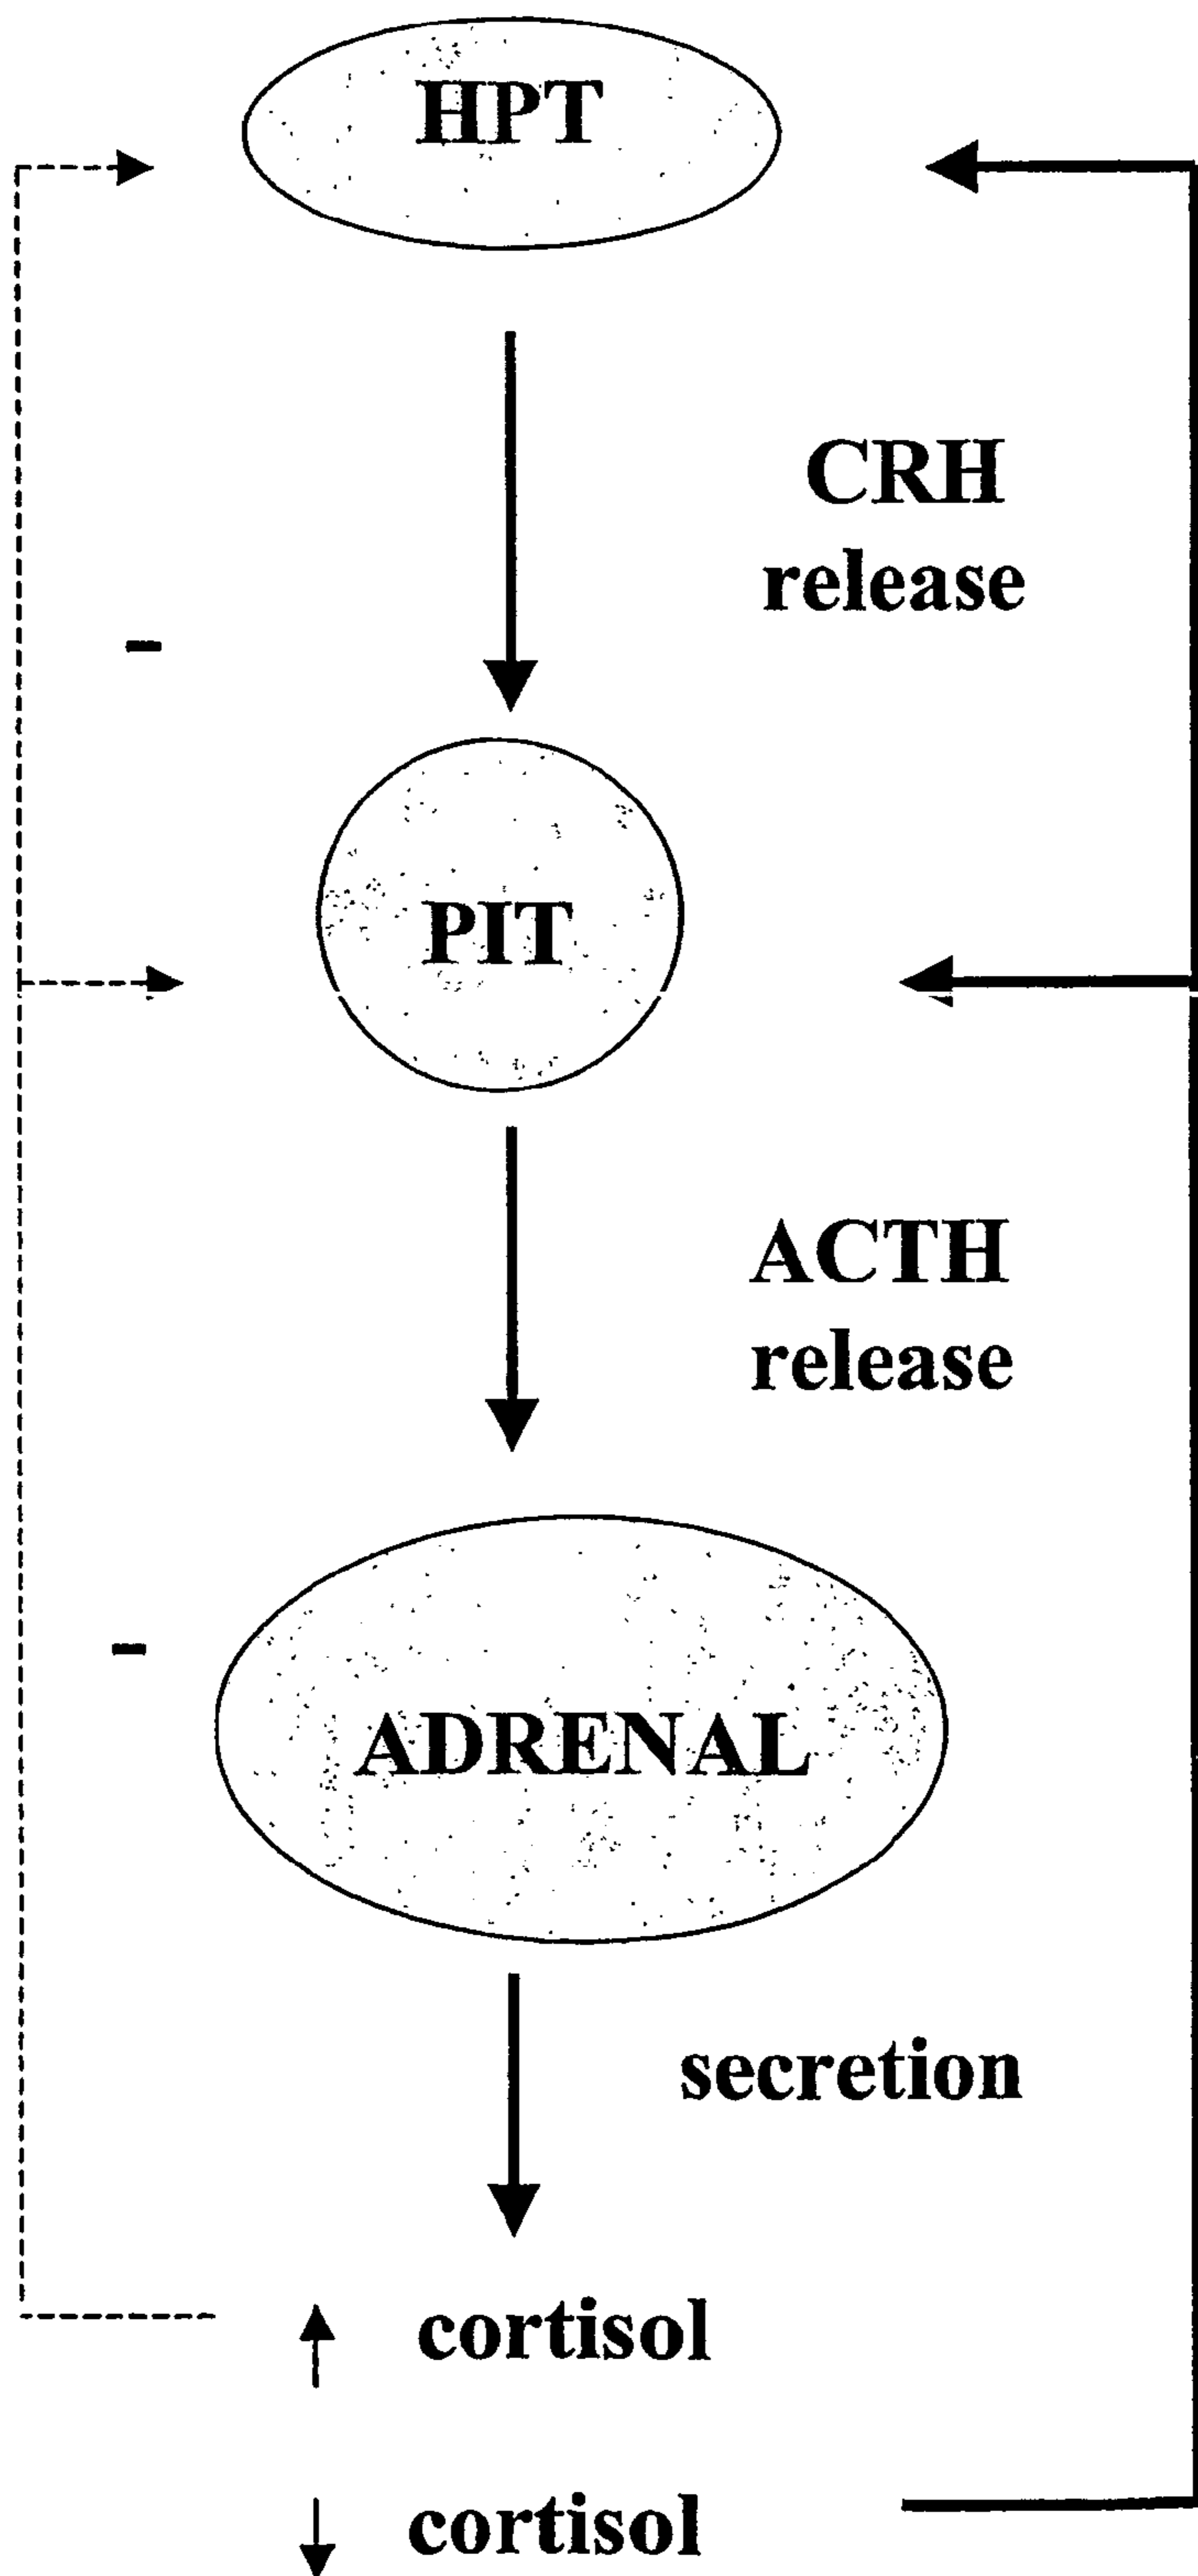 HPT
CRH
release
-
PIT
ACTH
release
-
ADRENAL
secretion
↑ cortisol
↓ cortisol